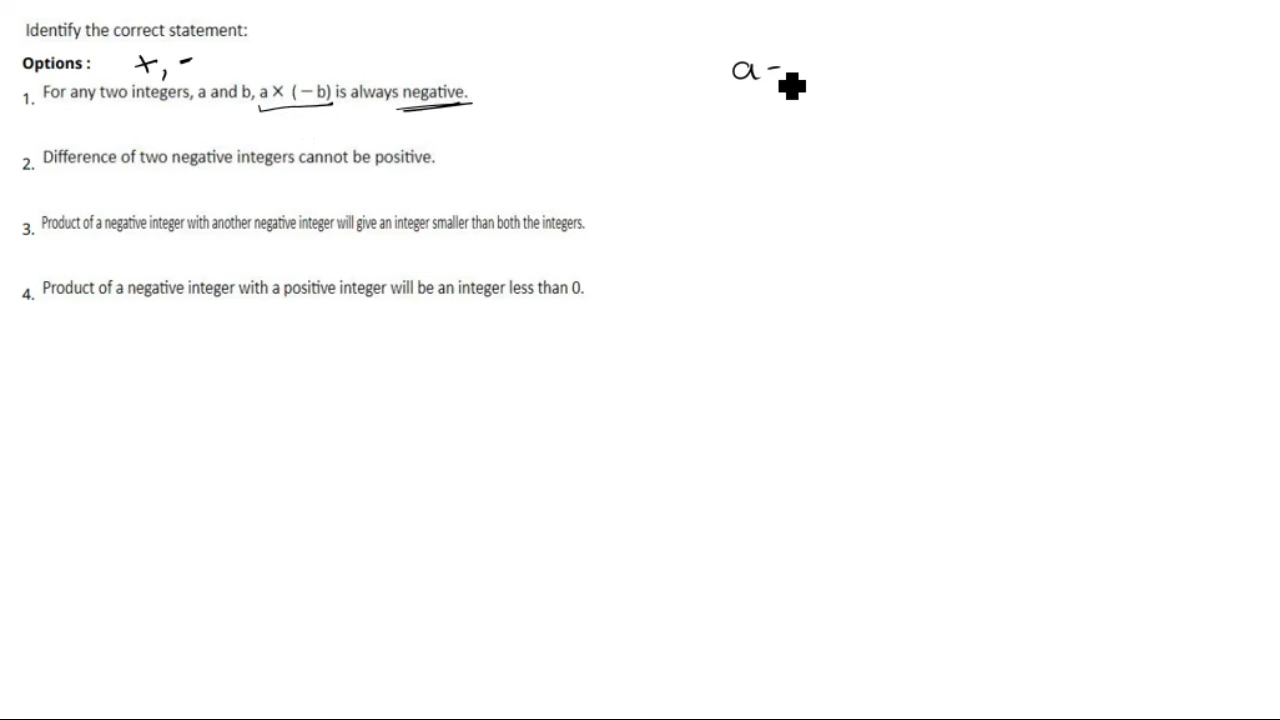 Identify the correct statement:
Options :
+, -
1. For any two integers, a and b, a × (−b) is always negative.
a -
2. Difference of two negative integers cannot be positive.
3. Product of a negative integer with another negative integer will give an integer smaller than both the integers.
4. Product of a negative integer with a positive integer will be an integer less than 0.